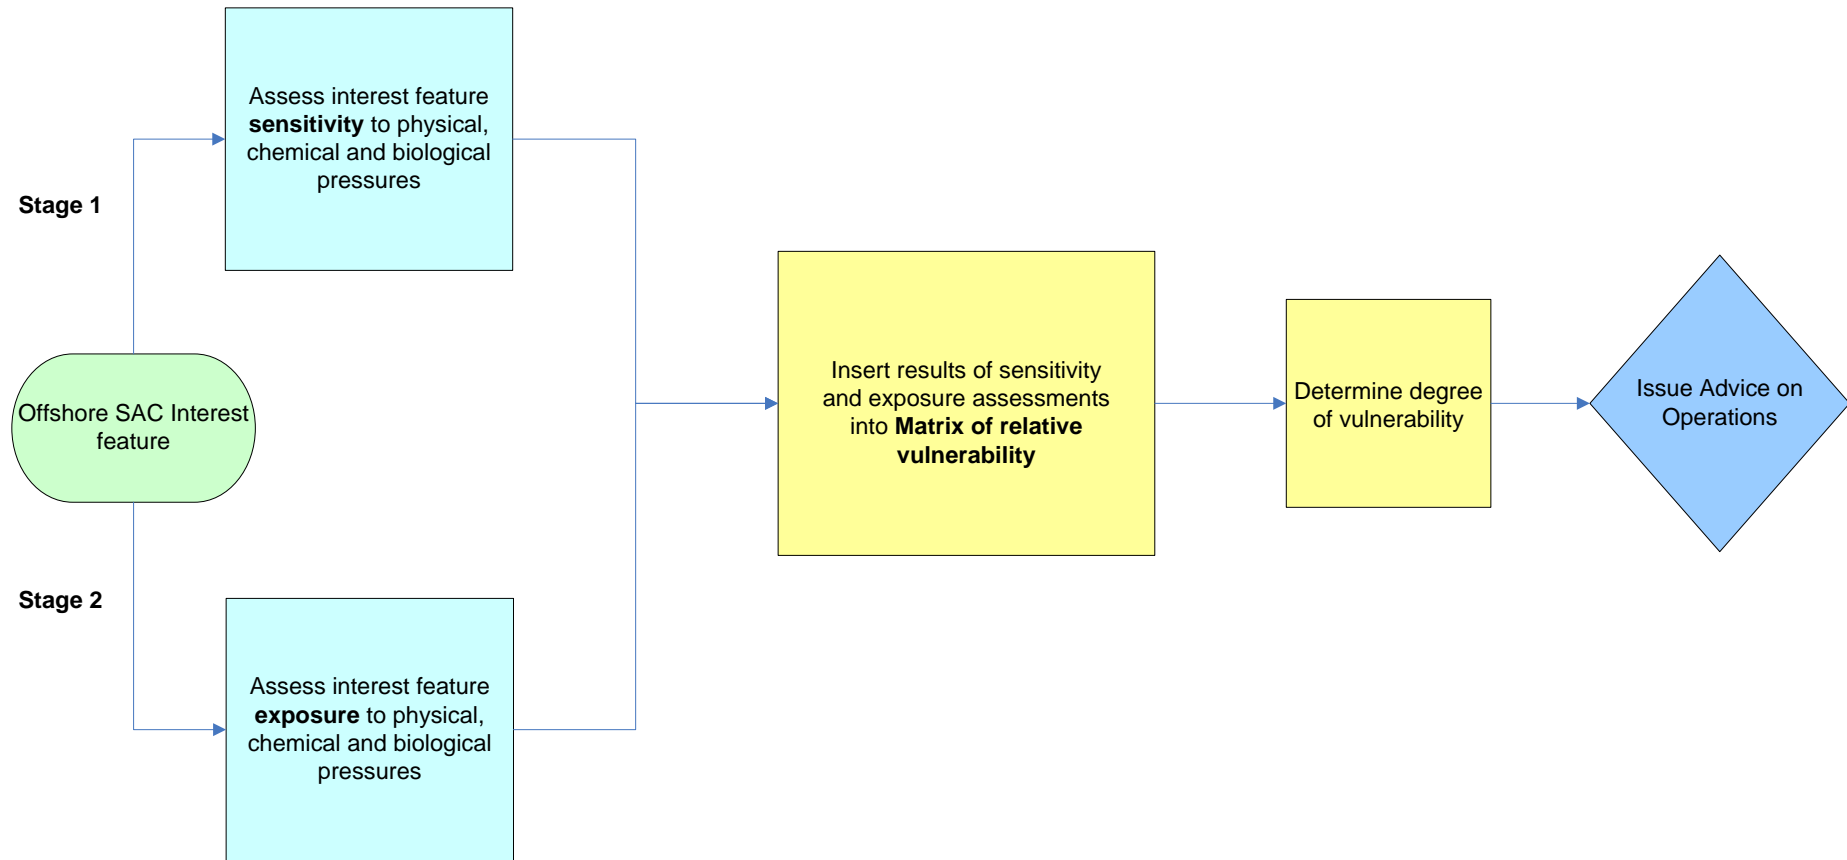 Assess interest feature
sensitivity to physical,
chemical and biological
pressures
Stage 1
Offshore SAC Interest
feature
Stage 2
Assess interest feature
exposure to physical,
chemical and biological
pressures
Insert results of sensitivity
and exposure assessments
into Matrix of relative
vulnerability
Determine degree
of vulnerability
Issue Advice on
Operations